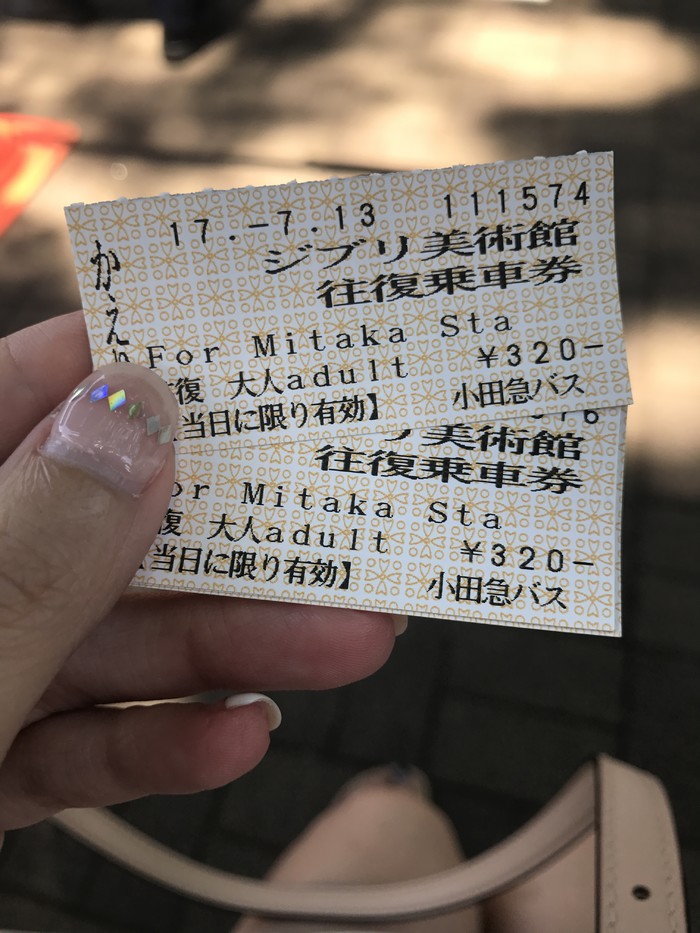 17.-7.13 111574
かえり
ジブリ美術館
往復乗車券
For Mitaka Sta
復 大人adult ¥320-
当日に限り有効】 小田急バス
美術館
往復乗車券
or Mitaka Sta
復 大人adult ¥320-
当日に限り有効】 小田急バス